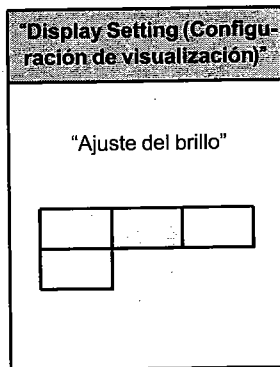 "Display Setting (Configu-
ración de visualización)"
"Ajuste del brillo"